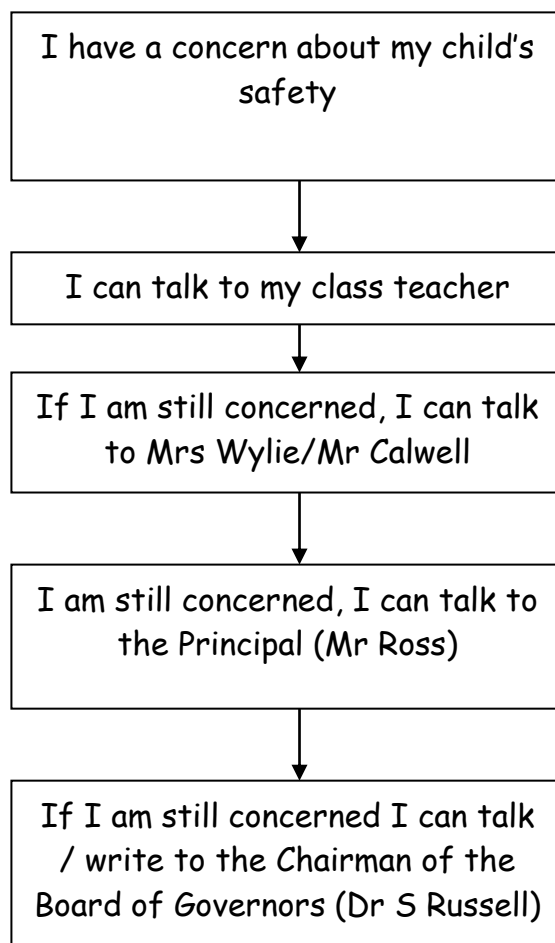 I have a concern about my child's
safety
I can talk to my class teacher
If I am still concerned, I can talk
to Mrs Wylie/Mr Calwell
I am still concerned, I can talk to
the Principal (Mr Ross)
If I am still concerned I can talk
/ write to the Chairman of the
Board of Governors (Dr S Russell)